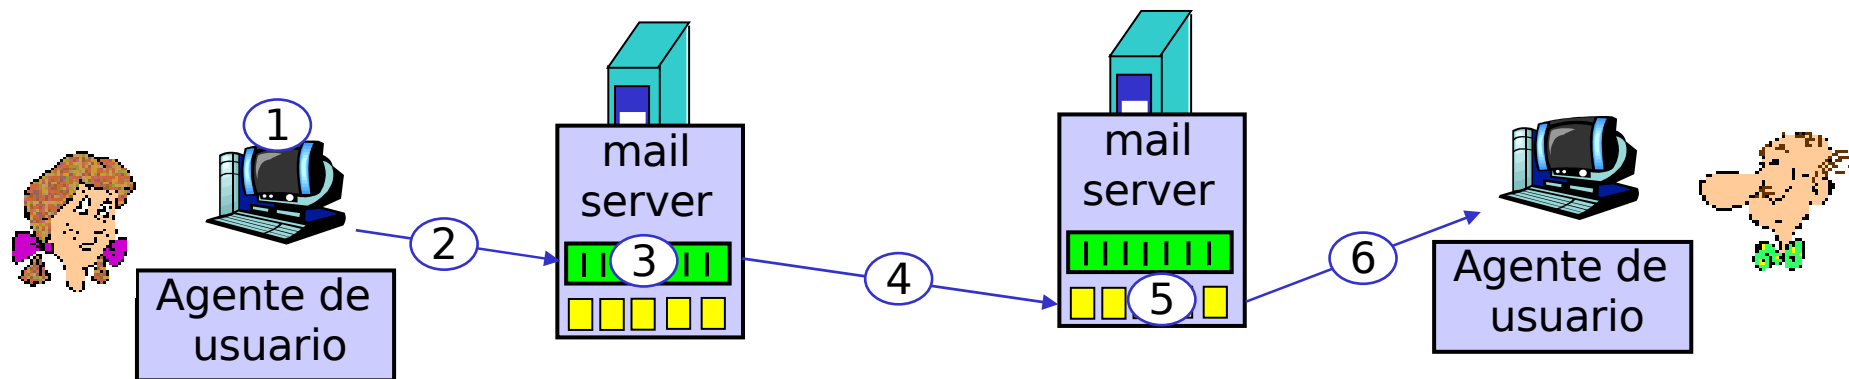 1
Agente de
usuario
2
mail
server
3
4
mail
server
5
6
Agente de
usuario